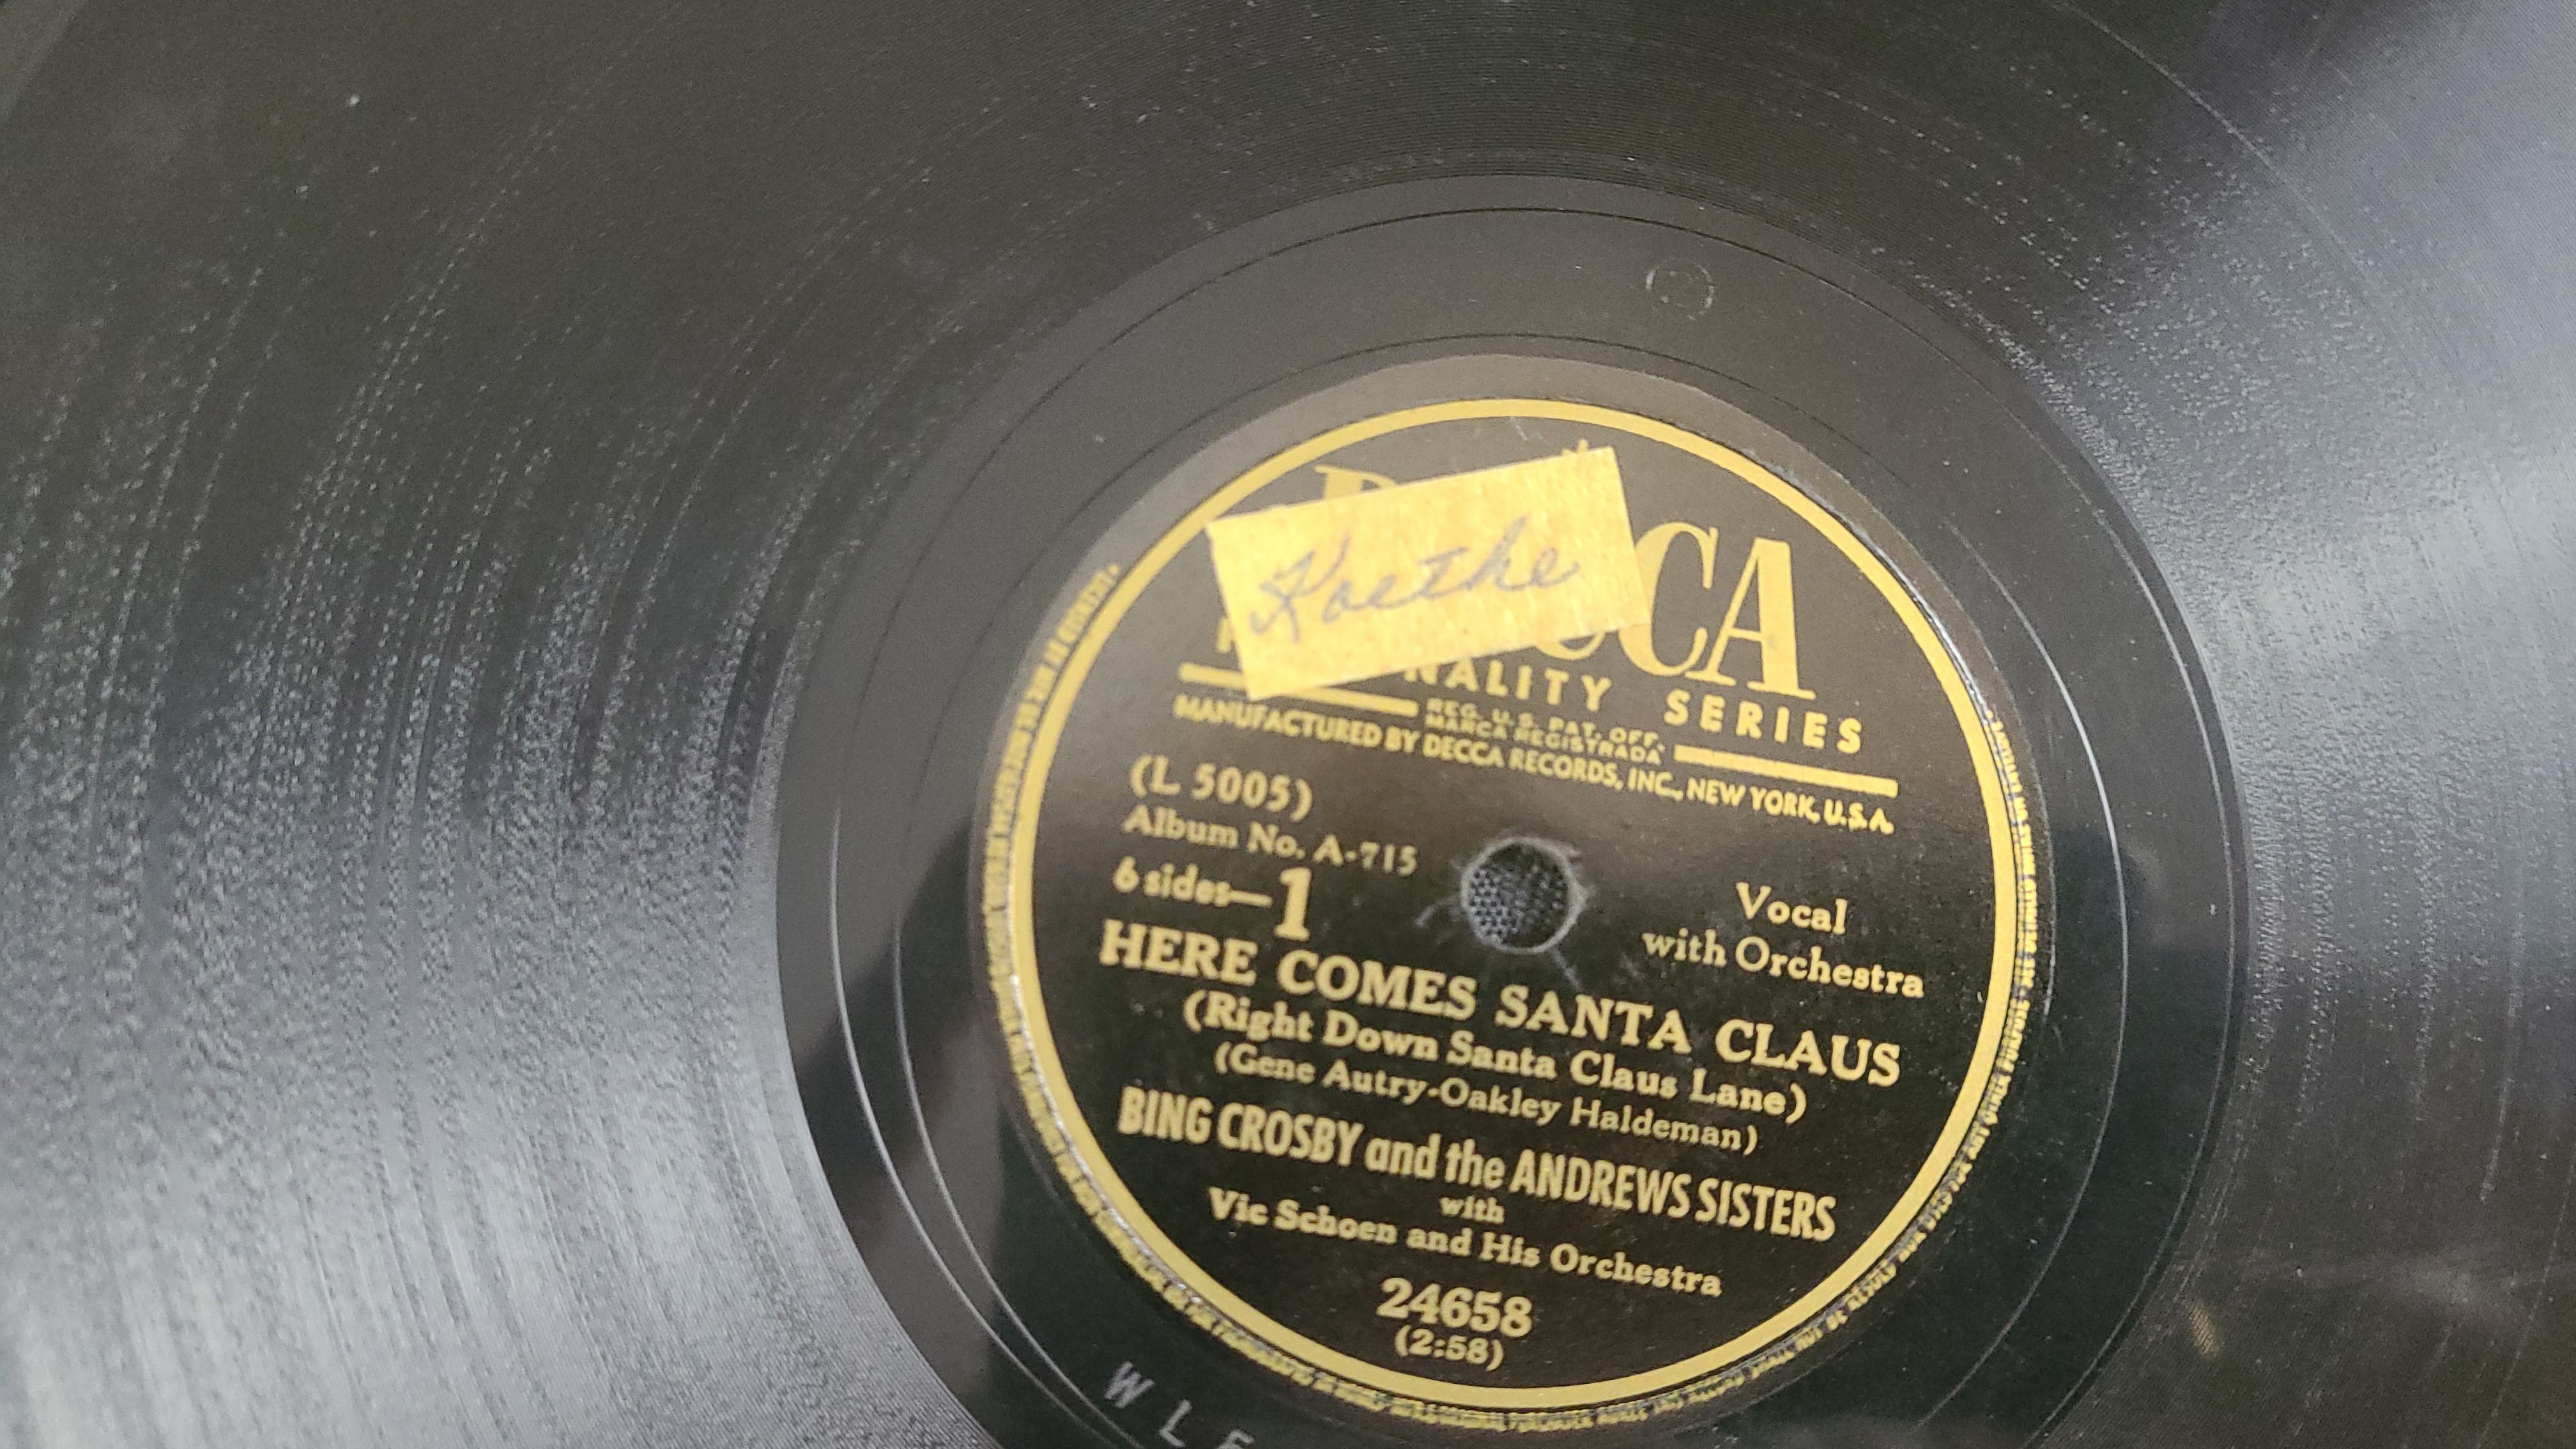 Koethe
CCA
NALITY SERIES
REG. U.S. PAT. OFF.
MARCA REGISTRADA
MANUFACTURED BY DECCA RECORDS, INC., NEW YORK, U.S.A.
(L 5005)
Album No. A-715
6 sides—1
Vocal
with Orchestra
HERE COMES SANTA CLAUS
(Right Down Santa Claus Lane)
(Gene Autry-Oakley Haldeman)
BING CROSBY and the ANDREWS SISTERS
with
Vic Schoen and His Orchestra
24658
(2:58)
W L